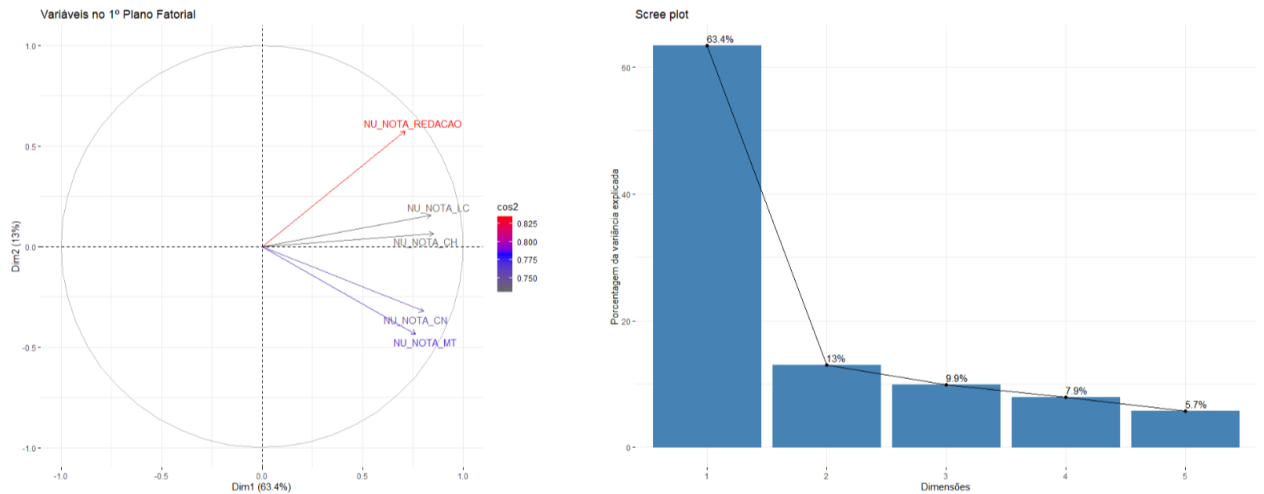 Variáveis no 1º Plano Fatorial
1.0
0.5
0.0
-0.5
-1.0
Dim2 (13%)
NU_NOTA_REDACAO
NU_NOTA_LC
NU_NOTA_CH
NU_NOTA_CN
NU_NOTA_MT
-1.0
-0.5
0.0
0.5
1.0
Dim1 (63.4%)
cos2
0.825
0.800
0.775
0.750
Scree plot
Porcentagem da variância explicada
60
40
20
0
63.4%
13%
9.9%
7.9%
5.7%
1
2
3
4
5
Dimensões